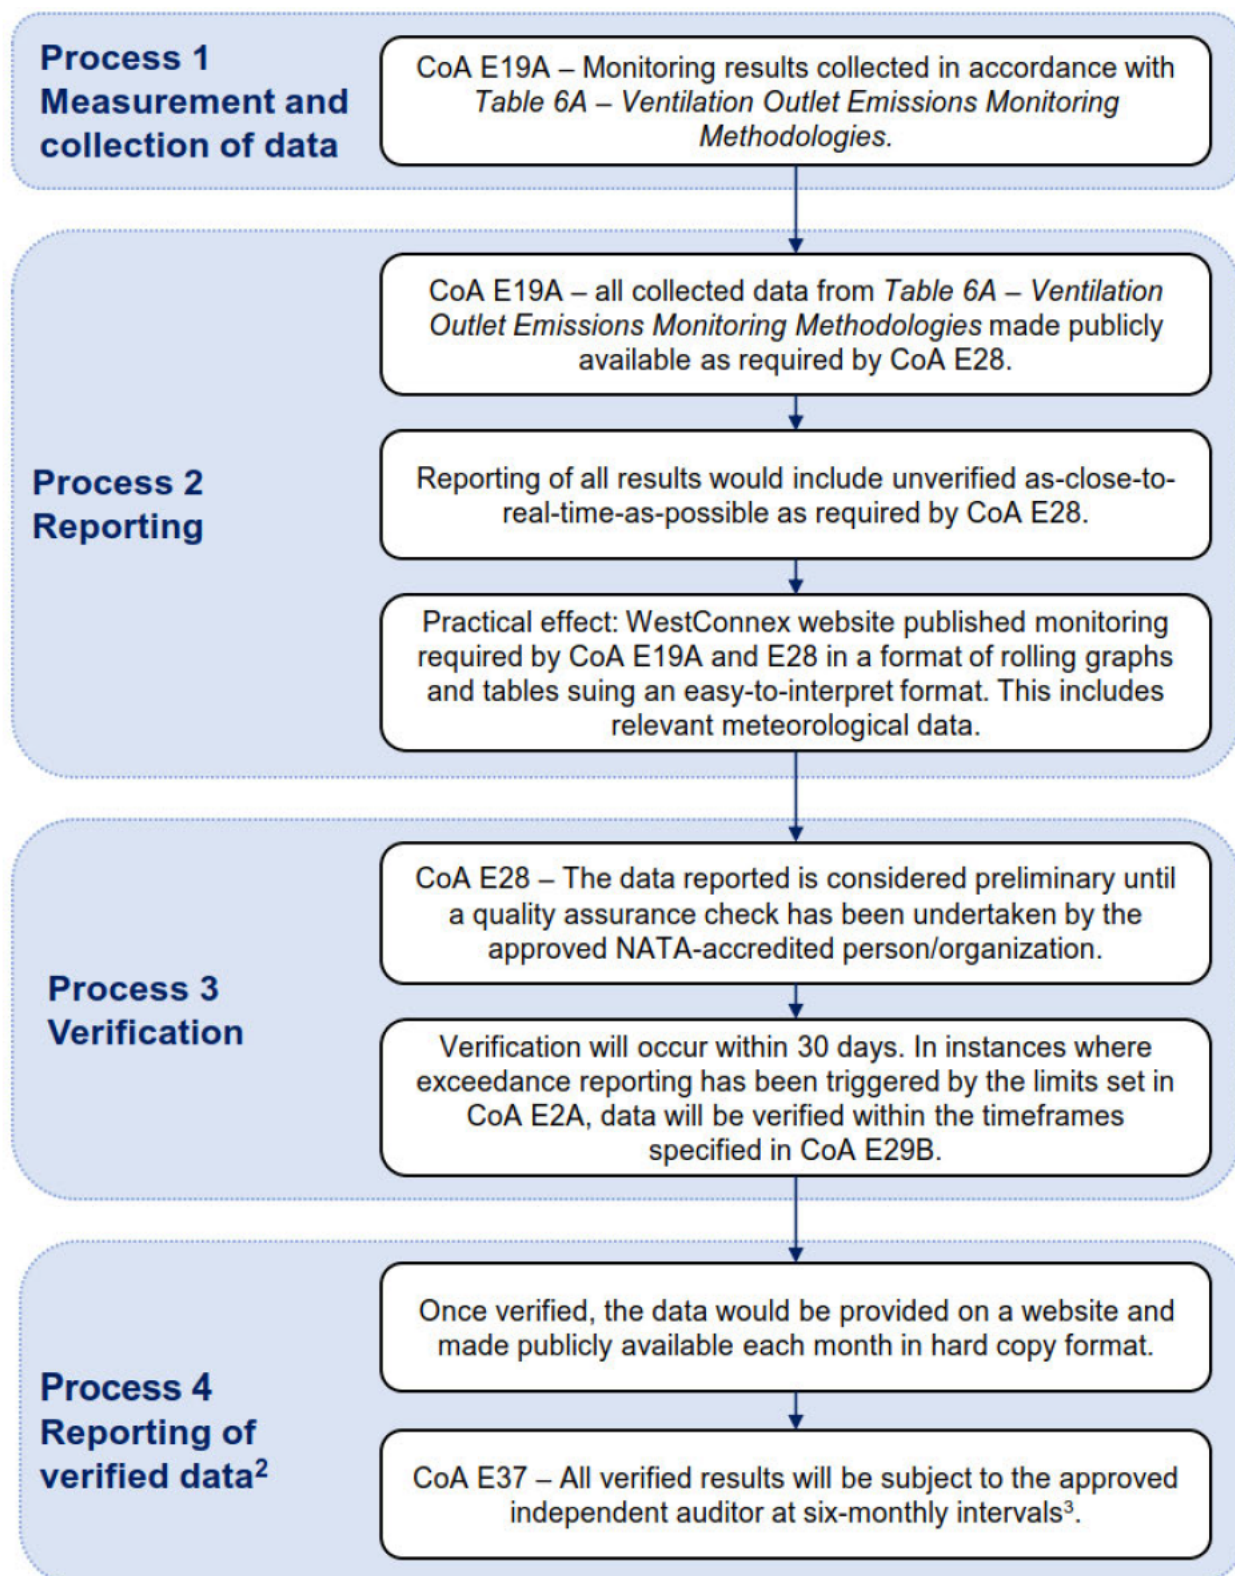 Process 1
Measurement and
collection of data
CoA E19A – Monitoring results collected in accordance with
Table 6A – Ventilation Outlet Emissions Monitoring
Methodologies.
Process 2
Reporting
CoA E19A – all collected data from Table 6A – Ventilation
Outlet Emissions Monitoring Methodologies made publicly
available as required by CoA E28.
Reporting of all results would include unverified as-close-to-
real-time-as-possible as required by CoA E28.
Practical effect: WestConnex website published monitoring
required by CoA E19A and E28 in a format of rolling graphs
and tables suing an easy-to-interpret format. This includes
relevant meteorological data.
Process 3
Verification
CoA E28 – The data reported is considered preliminary until
a quality assurance check has been undertaken by the
approved NATA-accredited person/organization.
Verification will occur within 30 days. In instances where
exceedance reporting has been triggered by the limits set in
CoA E2A, data will be verified within the timeframes
specified in CoA E29B.
Process 4
Reporting of
verified data²
Once verified, the data would be provided on a website and
made publicly available each month in hard copy format.
CoA E37 – All verified results will be subject to the approved
independent auditor at six-monthly intervals³.